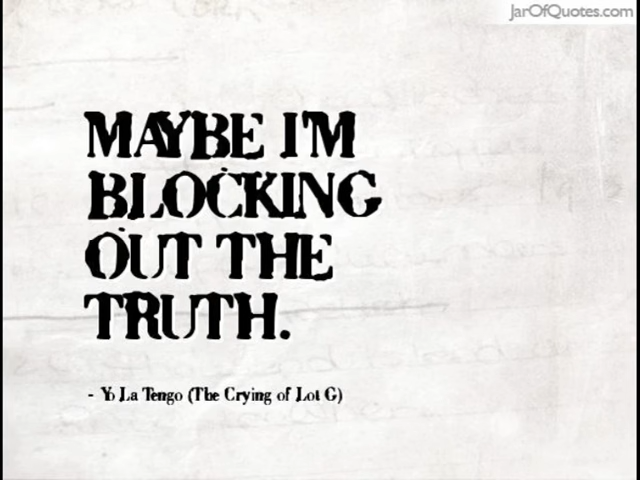 JarOfQuotes.com
MAYBE I'M
BLOCKING
OUT THE
TRUTH.
- Yo La Tengo (The Crying of Lot G)